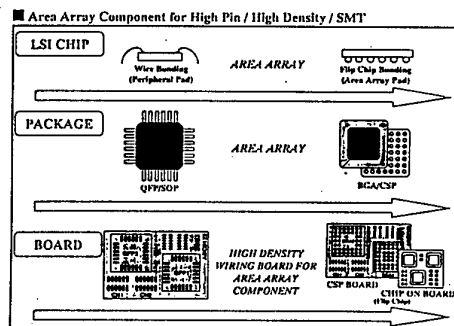 ■ Area Array Component for High Pin / High Density / SMT
LSI CHIP
Wire Bonding
(Peripheral Pad)
AREA ARRAY
Flip Chip Bonding
(Area Array Pad)
PACKAGE
QFP/SOP
AREA ARRAY
BGA/CSP
BOARD
HIGH DENSITY
WIRING BOARD FOR
AREA ARRAY
COMPONENT
CSP BOARD
CHIP ON BOARD
(Flip Chip)